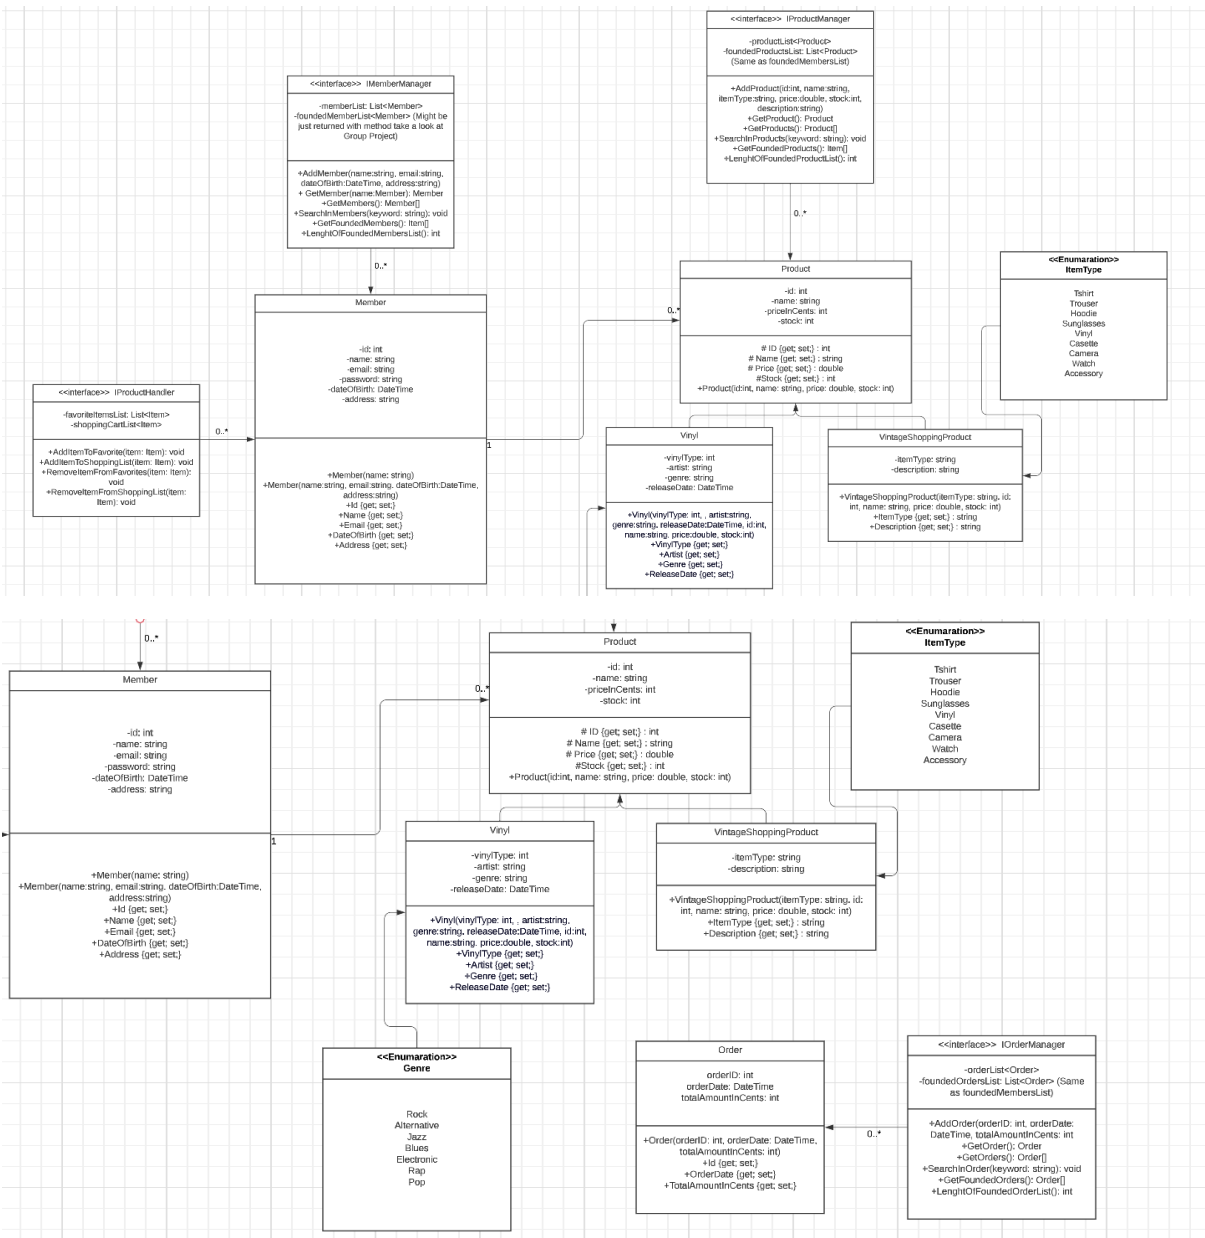 <<interface>> IProductManager
-productList<Product>
-foundedProductsList: List<Product>
(Same as foundedMembersList)
+AddProduct(id:int, name:string,
itemType:string, price:double, stock:int,
description:string)
+GetProduct(): Product
+GetProducts(): Product[]
+SearchInProducts(keyword: string): void
+GetFoundedProducts(): Item[]
+LenghtOfFoundedProductList(): int
0..*
<<interface>> IMemberManager
-memberList: List<Member>
-foundedMemberList<Member> (Might be
just returned with method take a look at
Group Project)
+AddMember(name:string, email:string,
dateOfBirth:DateTime, address:string)
+ GetMember(name:Member): Member
+GetMembers(): Member[]
+SearchInMembers(keyword: string): void
+GetFoundedMembers(): Item[]
+LenghtOfFoundedMembersList(): int
0..*
<<interface>> IProductHandler
-favoriteItemsList: List<Item>
-shoppingCartList<Item>
+AddItemToFavorite(item: Item): void
+AddItemToShoppingList(item: Item): void
+RemoveItemFromFavorites(item: Item):
void
+RemoveItemFromShoppingList(item:
Item): void
0..*
Member
-id: int
-name: string
-email: string
-password: string
-dateOfBirth: DateTime
-address: string
+Member(name: string)
+Member(name:string, email:string, dateOfBirth:DateTime,
address:string)
+Id {get; set;}
+Name {get; set;}
+Email {get; set;}
+DateOfBirth {get; set;}
+Address {get; set;}
1
0..*
Product
-id: int
-name: string
-priceInCents: int
-stock: int
# ID {get; set;} : int
# Name {get; set;} : string
# Price {get; set;} : double
#Stock {get; set;} : int
+Product(id:int, name: string, price: double, stock: int)
<<Enumaration>>
ItemType
Tshirt
Trouser
Hoodie
Sunglasses
Vinyl
Casette
Camera
Watch
Accessory
Vinyl
-vinylType: int
-artist: string
-genre: string
-releaseDate: DateTime
+Vinyl(vinylType: int, , artist:string,
genre:string, releaseDate:DateTime, id:int,
name:string, price:double, stock:int)
+VinylType {get; set;}
+Artist {get; set;}
+Genre {get; set;}
+ReleaseDate {get; set;}
VintageShoppingProduct
-itemType: string
-description: string
+VintageShoppingProduct(itemType: string, id:
int, name: string, price: double, stock: int)
+ItemType {get; set;} : string
+Description {get; set;} : string
0..*
Member
-id: int
-name: string
-email: string
-password: string
-dateOfBirth: DateTime
-address: string
+Member(name: string)
+Member(name:string, email:string, dateOfBirth:DateTime,
address:string)
+Id {get; set;}
+Name {get; set;}
+Email {get; set;}
+DateOfBirth {get; set;}
+Address {get; set;}
1
0..*
Product
-id: int
-name: string
-priceInCents: int
-stock: int
# ID {get; set;} : int
# Name {get; set;} : string
# Price {get; set;} : double
#Stock {get; set;} : int
+Product(id:int, name: string, price: double, stock: int)
<<Enumaration>>
ItemType
Tshirt
Trouser
Hoodie
Sunglasses
Vinyl
Casette
Camera
Watch
Accessory
Vinyl
-vinylType: int
-artist: string
-genre: string
-releaseDate: DateTime
+Vinyl(vinylType: int, , artist:string,
genre:string, releaseDate:DateTime, id:int,
name:string, price:double, stock:int)
+VinylType {get; set;}
+Artist {get; set;}
+Genre {get; set;}
+ReleaseDate {get; set;}
VintageShoppingProduct
-itemType: string
-description: string
+VintageShoppingProduct(itemType: string, id:
int, name: string, price: double, stock: int)
+ItemType {get; set;} : string
+Description {get; set;} : string
<<Enumaration>>
Genre
Rock
Alternative
Jazz
Blues
Electronic
Rap
Pop
Order
orderID: int
orderDate: DateTime
totalAmountInCents: int
+Order(orderID: int, orderDate: DateTime,
totalAmountInCents: int)
+Id {get; set;}
+OrderDate {get; set;}
+TotalAmountInCents {get; set;}
0..*
<<interface>> IOrderManager
-orderList<Order>
-foundedOrdersList: List<Order> (Same
as foundedMembersList)
+AddOrder(orderID: int, orderDate:
DateTime, totalAmountInCents: int
+GetOrder(): Order
+GetOrders(): Order[]
+SearchInOrder(keyword: string): void
+GetFoundedOrders(): Order[]
+LenghtOfFoundedOrderList(): int